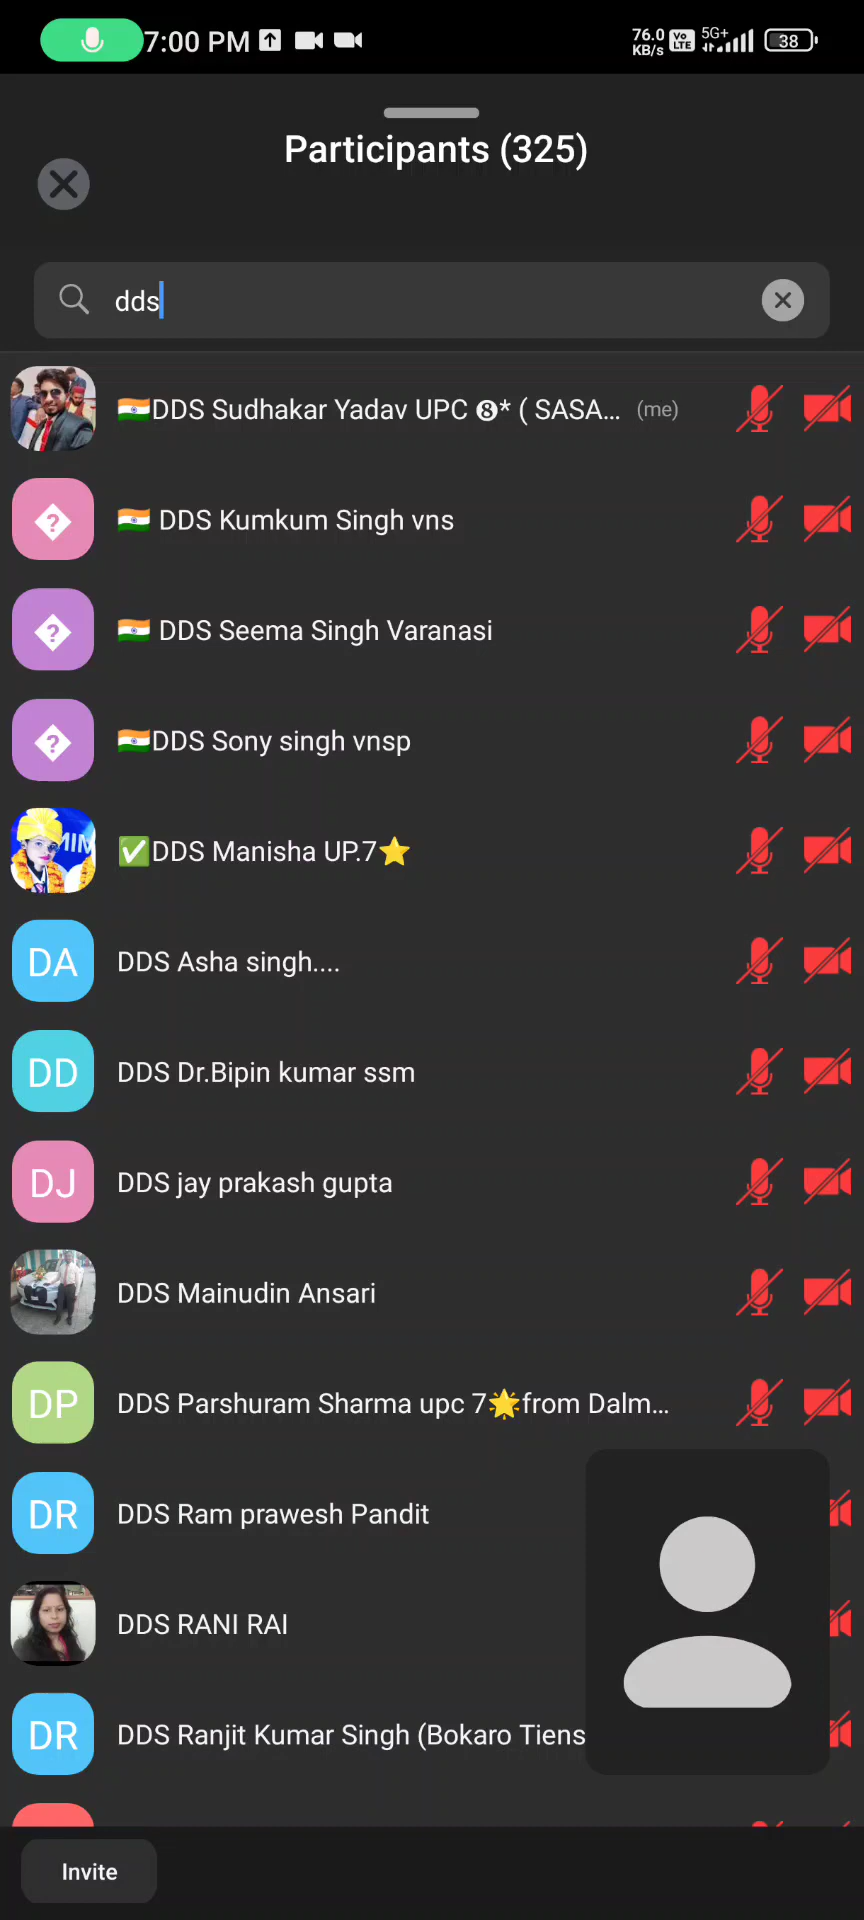 7:00 PM
76.0 KB/s Vo LTE 5G+ 38
Participants (325)
dds
🇮🇳DDS Sudhakar Yadav UPC ❽* ( SASA... (me)
? 🇮🇳 DDS Kumkum Singh vns
? 🇮🇳 DDS Seema Singh Varanasi
? 🇮🇳DDS Sony singh vnsp
✅DDS Manisha UP.7⭐
DA DDS Asha singh....
DD DDS Dr.Bipin kumar ssm
DJ DDS jay prakash gupta
DDS Mainudin Ansari
DP DDS Parshuram Sharma upc 7🌟from Dalm...
DR DDS Ram prawesh Pandit
DDS RANI RAI
DR DDS Ranjit Kumar Singh (Bokaro Tiens
Invite